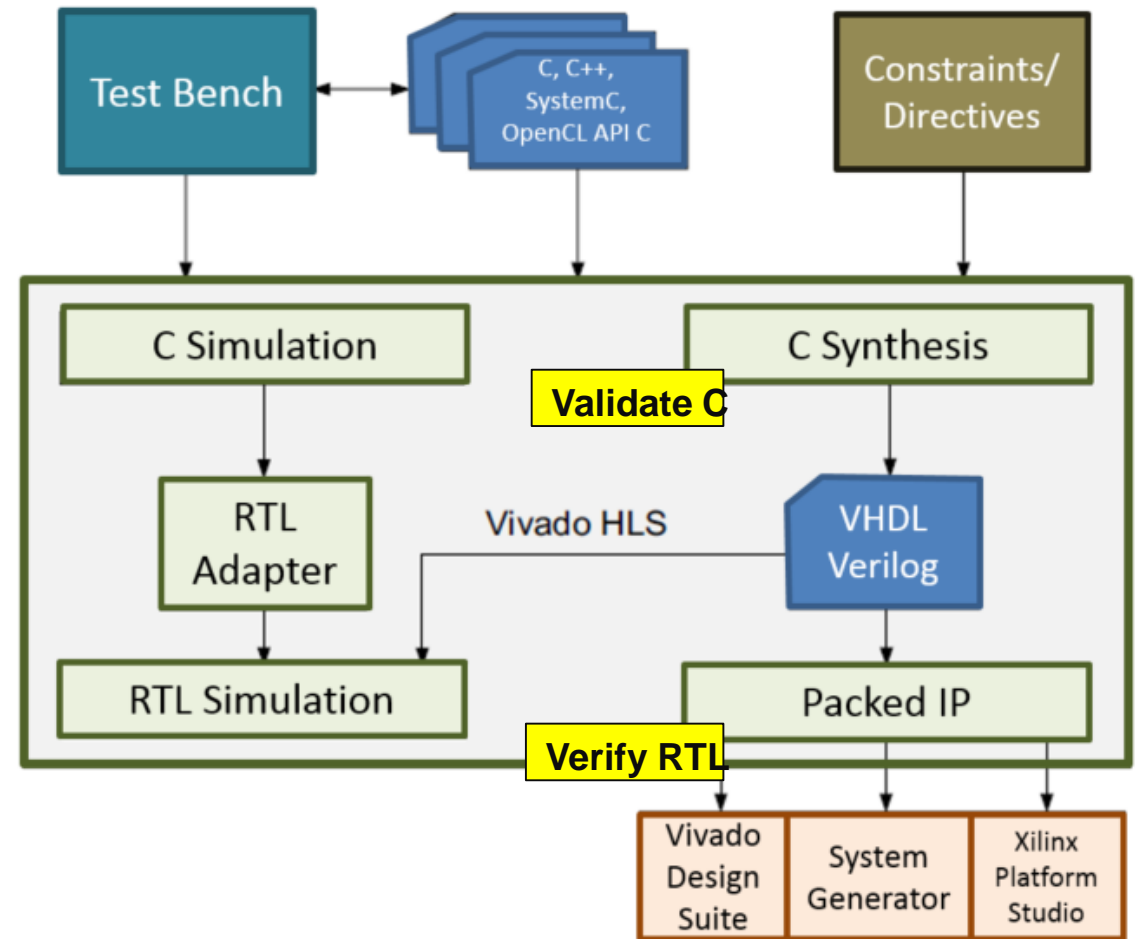 Test Bench
C, C++,
SystemC,
OpenCL API C
Constraints/
Directives
C Simulation
C Synthesis
Validate C
RTL
Adapter
Vivado HLS
VHDL
Verilog
RTL Simulation
Packed IP
Verify RTL
Vivado
Design
Suite
System
Generator
Xilinx
Platform
Studio